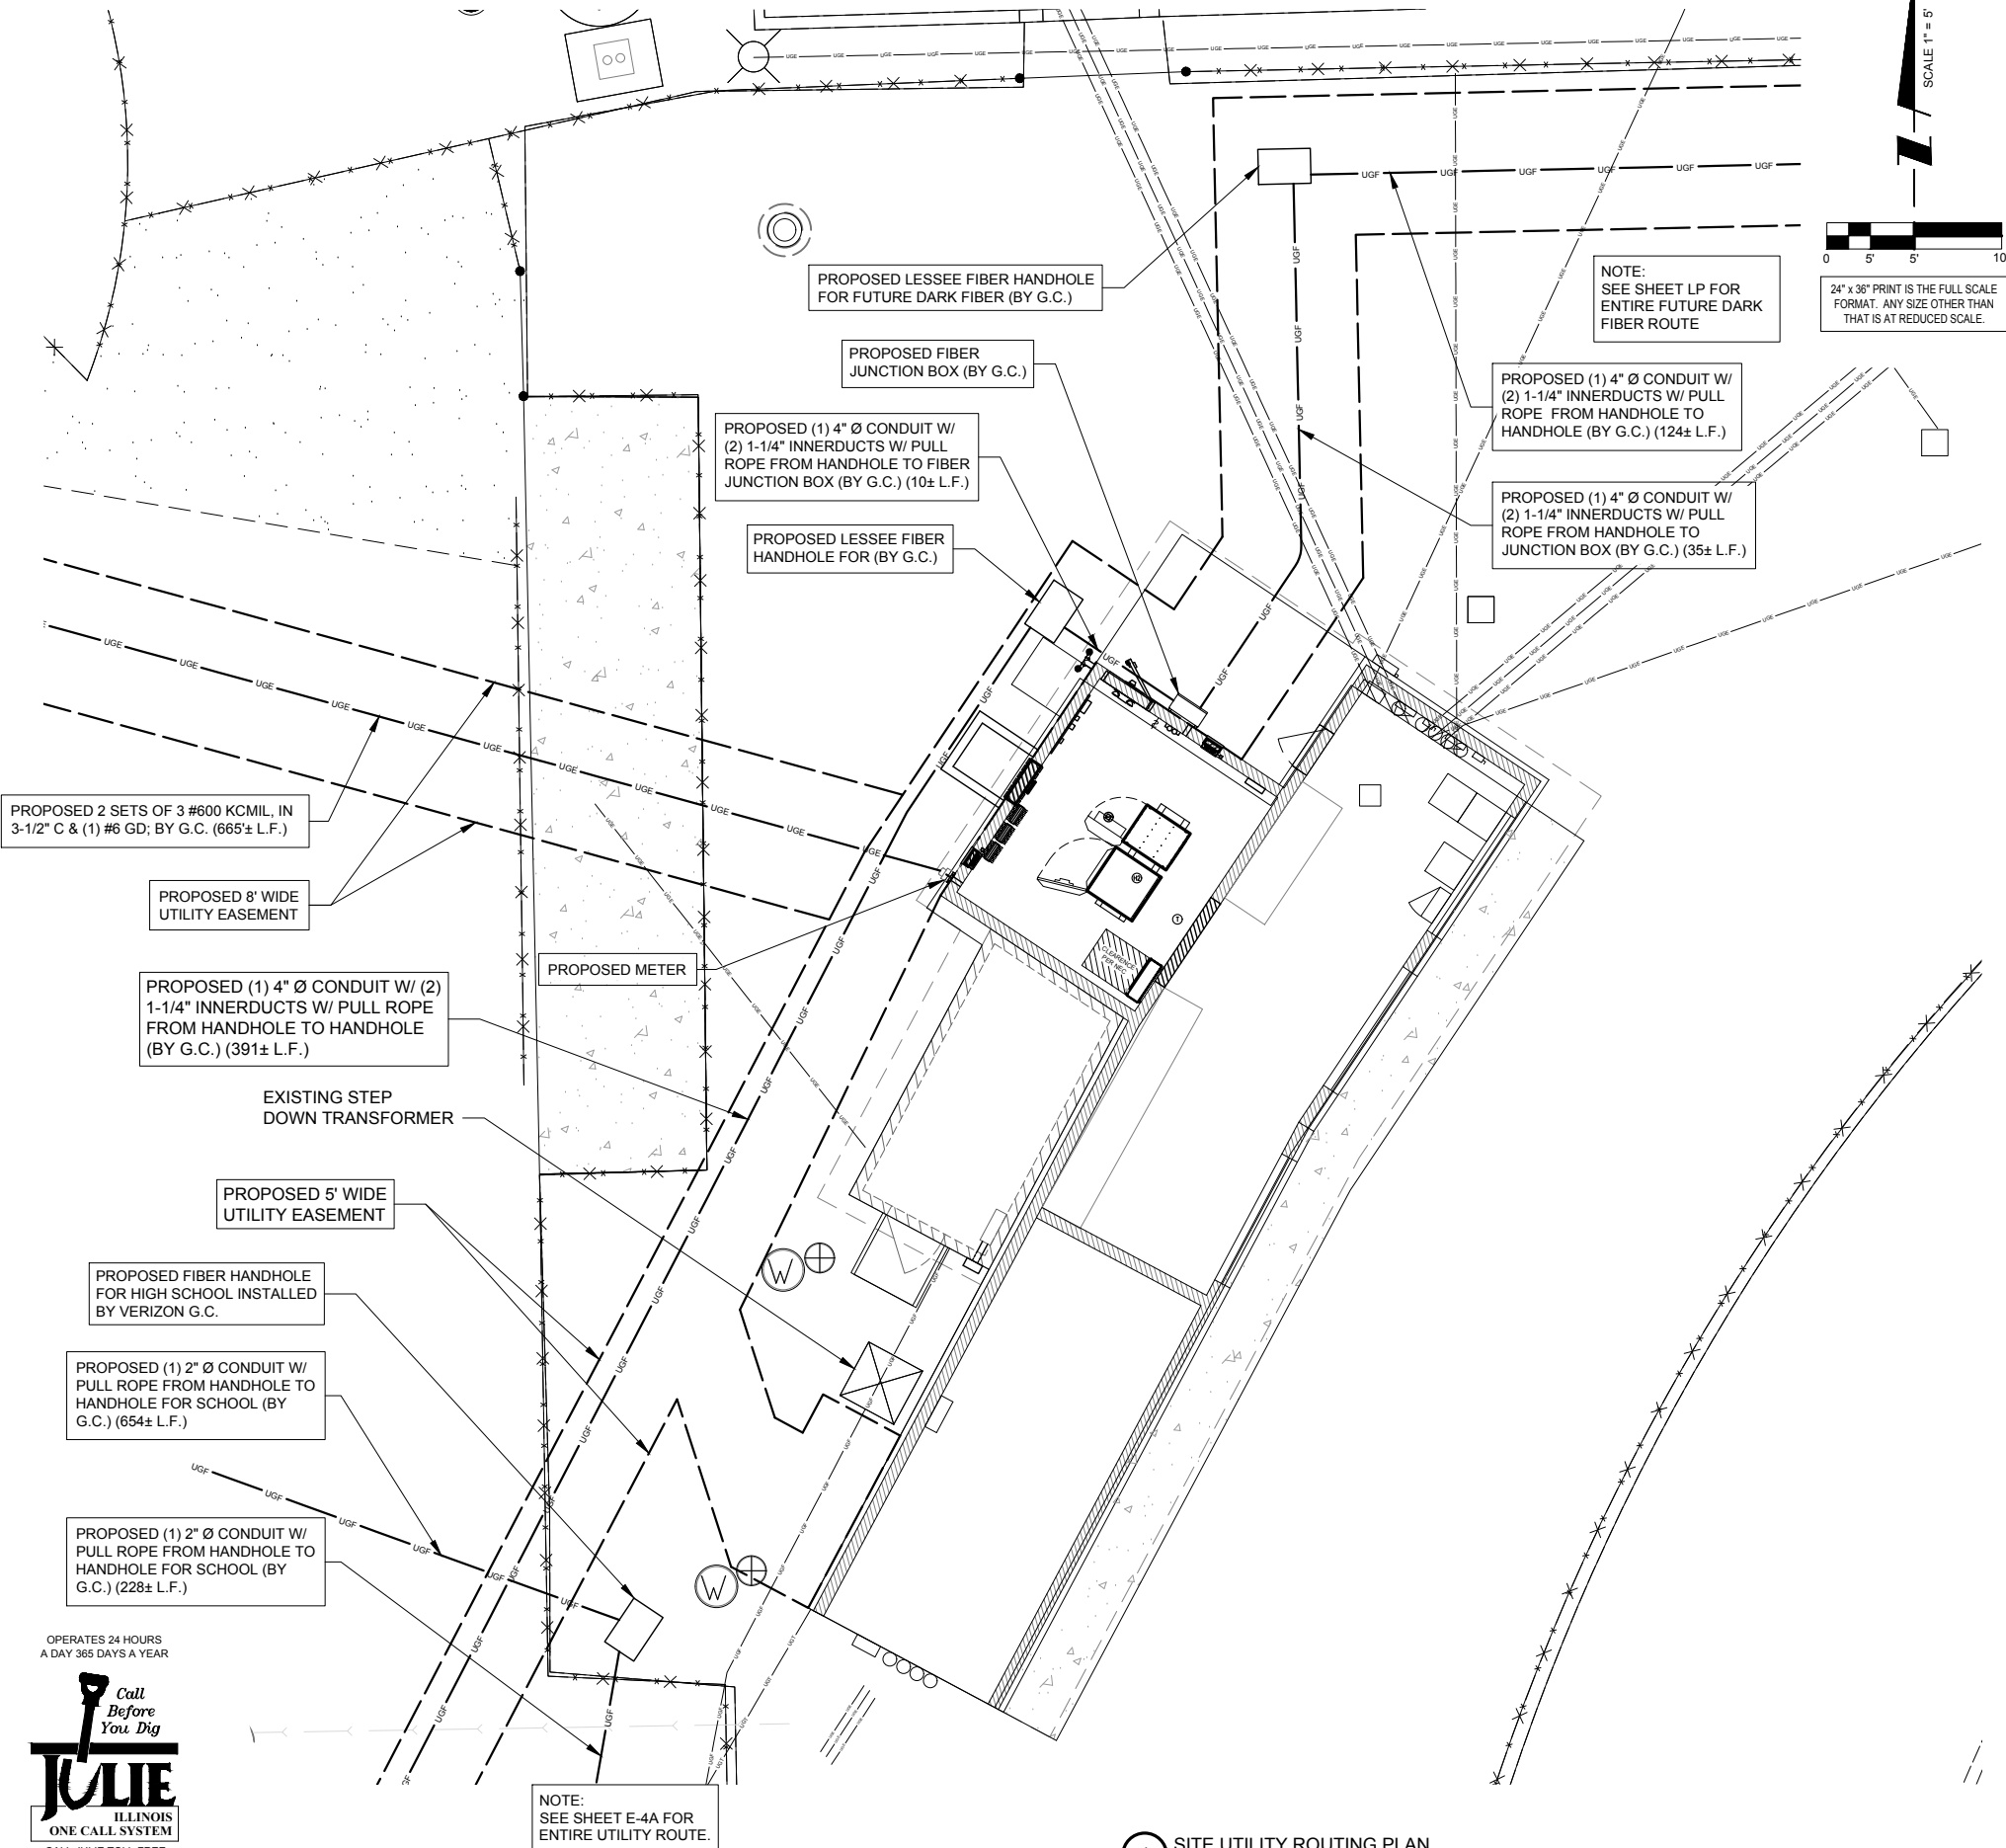 SCALE 1" = 5'
0
5'
5'
10
24" x 36" PRINT IS THE FULL SCALE
FORMAT.  ANY SIZE OTHER THAN
THAT IS AT REDUCED SCALE.
NOTE:
SEE SHEET LP FOR
ENTIRE FUTURE DARK
FIBER ROUTE
PROPOSED LESSEE FIBER HANDHOLE
FOR FUTURE DARK FIBER (BY G.C.)
PROPOSED FIBER
JUNCTION BOX (BY G.C.)
PROPOSED (1) 4" Ø CONDUIT W/
(2) 1-1/4" INNERDUCTS W/ PULL
ROPE  FROM HANDHOLE TO
HANDHOLE (BY G.C.) (124± L.F.)
PROPOSED (1) 4" Ø CONDUIT W/
(2) 1-1/4" INNERDUCTS W/ PULL
ROPE FROM HANDHOLE TO FIBER
JUNCTION BOX (BY G.C.) (10± L.F.)
PROPOSED (1) 4" Ø CONDUIT W/
(2) 1-1/4" INNERDUCTS W/ PULL
ROPE FROM HANDHOLE TO
JUNCTION BOX (BY G.C.) (35± L.F.)
PROPOSED LESSEE FIBER
HANDHOLE FOR (BY G.C.)
PROPOSED 2 SETS OF 3 #600 KCMIL, IN
3-1/2" C & (1) #6 GD; BY G.C. (665'± L.F.)
PROPOSED 8' WIDE
UTILITY EASEMENT
PROPOSED METER
CLEARENCE
PER NEC
PROPOSED (1) 4" Ø CONDUIT W/ (2)
1-1/4" INNERDUCTS W/ PULL ROPE
FROM HANDHOLE TO HANDHOLE
(BY G.C.) (391± L.F.)
EXISTING STEP
DOWN TRANSFORMER
PROPOSED 5' WIDE
UTILITY EASEMENT
PROPOSED FIBER HANDHOLE
FOR HIGH SCHOOL INSTALLED
BY VERIZON G.C.
PROPOSED (1) 2" Ø CONDUIT W/
PULL ROPE FROM HANDHOLE TO
HANDHOLE FOR SCHOOL (BY
G.C.) (654± L.F.)
PROPOSED (1) 2" Ø CONDUIT W/
PULL ROPE FROM HANDHOLE TO
HANDHOLE FOR SCHOOL (BY
G.C.) (228± L.F.)
UGE
UGF
W
W
OPERATES 24 HOURS
A DAY 365 DAYS A YEAR
Call
Before
You Dig
JULIE
ILLINOIS
ONE CALL SYSTEM
NOTE:
SEE SHEET E-4A FOR
ENTIRE UTILITY ROUTE.
SITE UTILITY ROUTING PLAN